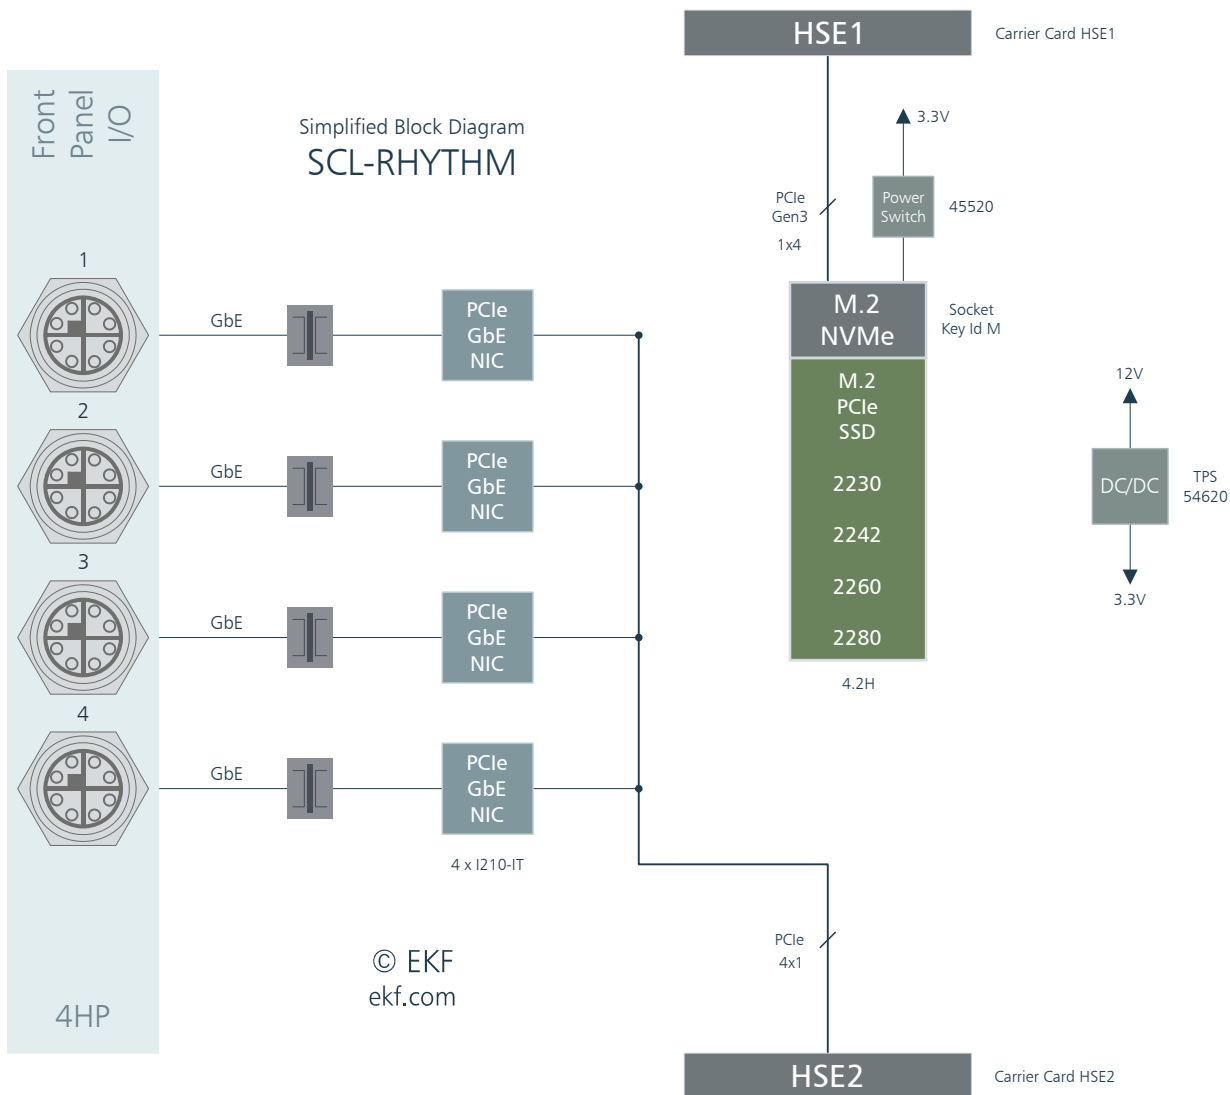 HSE1
Carrier Card HSE1
Front
Panel
I/O
Simplified Block Diagram
SCL-RHYTHM
3.3V
Power
Switch
45520
PCIe
Gen3
1x4
1
GbE
PCIe
GbE
NIC
M.2
NVMe
Socket
Key Id M
M.2
PCIe
SSD
2230
2242
2260
2280
4.2H
12V
DC/DC
TPS
54620
3.3V
2
GbE
PCIe
GbE
NIC
3
GbE
PCIe
GbE
NIC
4
GbE
PCIe
GbE
NIC
4 x I210-IT
PCIe
4x1
© EKF
ekf.com
4HP
HSE2
Carrier Card HSE2